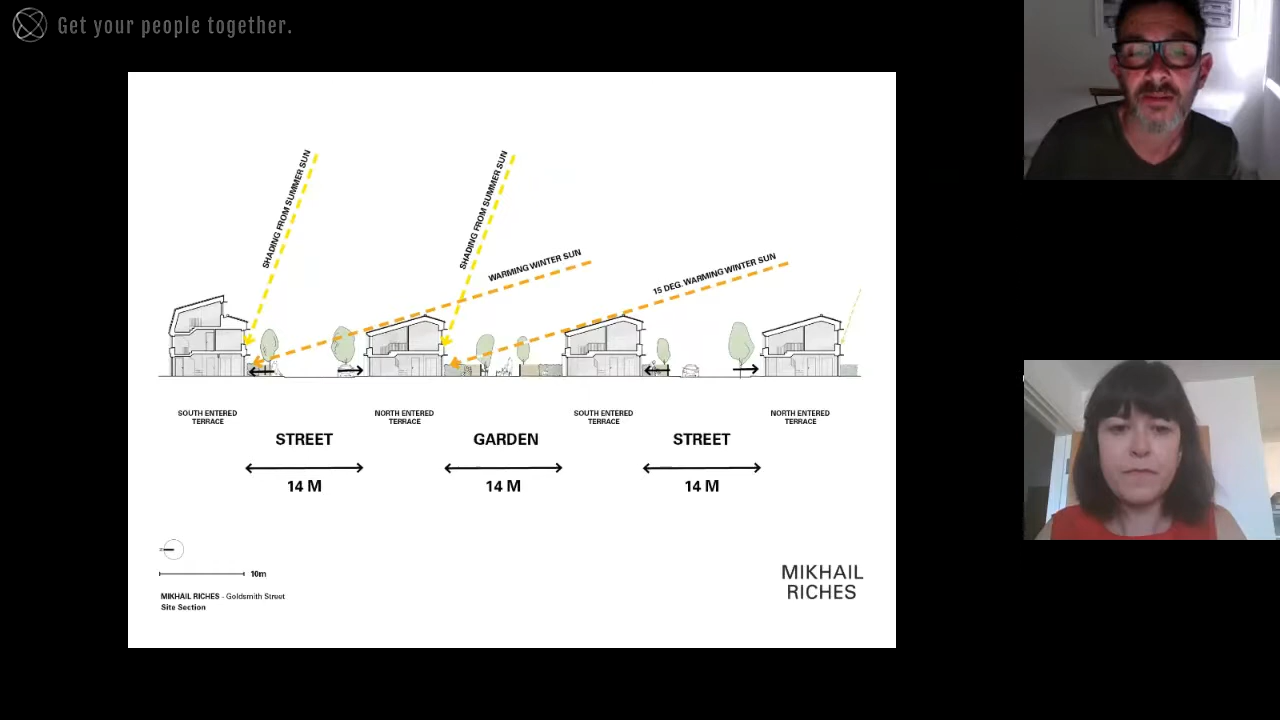 Get your people together.
SHADING FROM SUMMER SUN
SHADING FROM SUMMER SUN
WARMING WINTER SUN
15 DEG. WARMING WINTER SUN
SOUTH ENTERED
TERRACE
NORTH ENTERED
TERRACE
SOUTH ENTERED
TERRACE
NORTH ENTERED
TERRACE
STREET
GARDEN
STREET
14 M
14 M
14 M
10m
MIKHAIL RICHES - Goldsmith Street
Site Section
MIKHAIL
RICHES